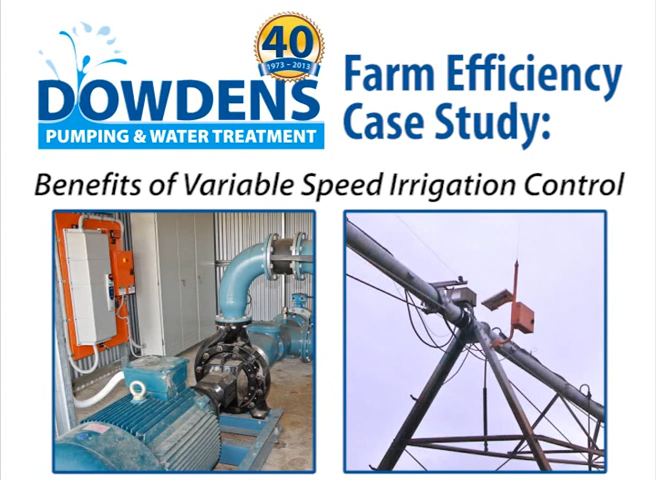 40
1973 – 2013
DOWDENS
PUMPING & WATER TREATMENT
Farm Efficiency
Case Study:
Benefits of Variable Speed Irrigation Control